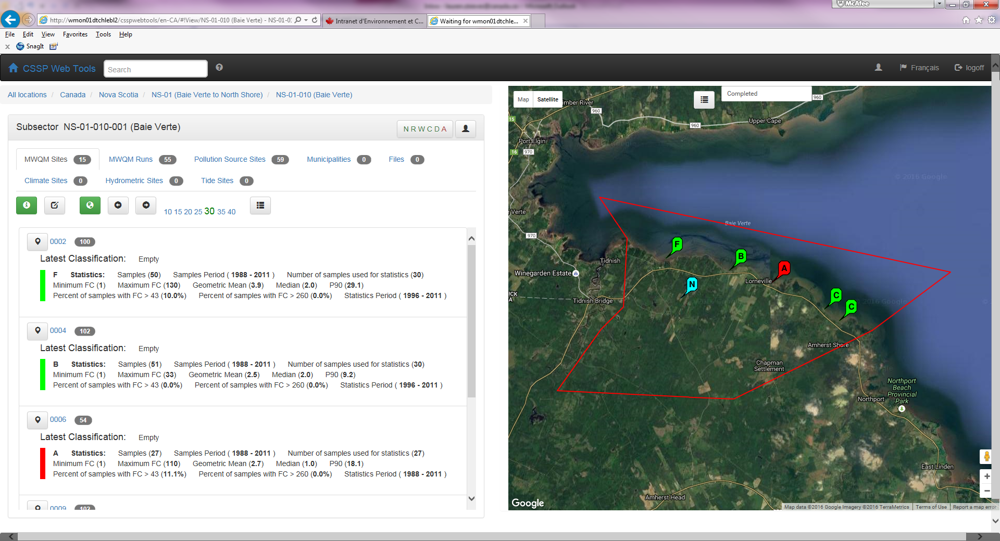 McAfee
http://wmon01dtchlebl2/csspwebtools/en-CA/#!View/NS-01-010 (Baie Verte) - NS-01-0:
Intranet d'Environnement et C...
Waiting for wmon01dtchle...
File Edit View Favorites Tools Help
x SnagIt
CSSP Web Tools Search Français logoff
All locations / Canada / Nova Scotia / NS-01 (Baie Verte to North Shore) / NS-01-010 (Baie Verte)
Subsector NS-01-010-001 (Baie Verte)
N R W C D A
MWQM Sites 15 MWQM Runs 55 Pollution Source Sites 59 Municipalities 0 Files 0
Climate Sites 0 Hydrometric Sites 0 Tide Sites 0
10 15 20 25 30 35 40
0002 100
Latest Classification: Empty
F Statistics: Samples (50) Samples Period ( 1988 - 2011 ) Number of samples used for statistics (30)
Minimum FC (1) Maximum FC (130) Geometric Mean (3.9) Median (2.0) P90 (29.1)
Percent of samples with FC > 43 (10.0%) Percent of samples with FC > 260 (0.0%) Statistics Period ( 1996 - 2011 )
0004 102
Latest Classification: Empty
B Statistics: Samples (51) Samples Period ( 1988 - 2011 ) Number of samples used for statistics (30)
Minimum FC (1) Maximum FC (33) Geometric Mean (2.5) Median (2.0) P90 (9.2)
Percent of samples with FC > 43 (0.0%) Percent of samples with FC > 260 (0.0%) Statistics Period ( 1996 - 2011 )
0006 54
Latest Classification: Empty
A Statistics: Samples (27) Samples Period ( 1988 - 2011 ) Number of samples used for statistics (27)
Minimum FC (1) Maximum FC (110) Geometric Mean (2.7) Median (1.0) P90 (18.1)
Percent of samples with FC > 43 (11.1%) Percent of samples with FC > 260 (0.0%) Statistics Period ( 1988 - 2011 )
0009 102
Map Satellite
Completed
imber River
960
960
960
15
Upper Cape
Port Elgin
16 970
© 2016 Google
e Verte
Baie Verte
970
F
Tidnish
B
Winegarden Estate
A
Lorneville
N
ICK
A
Tidnish Bridge
C
C
Amherst Shore
Chapman
Settlement
Northport
Beach
Provincial
Park
Northport
East Linden
Amherst Head
Google
Map data ©2016 Google Imagery ©2016 TerraMetrics Terms of Use Report a map error